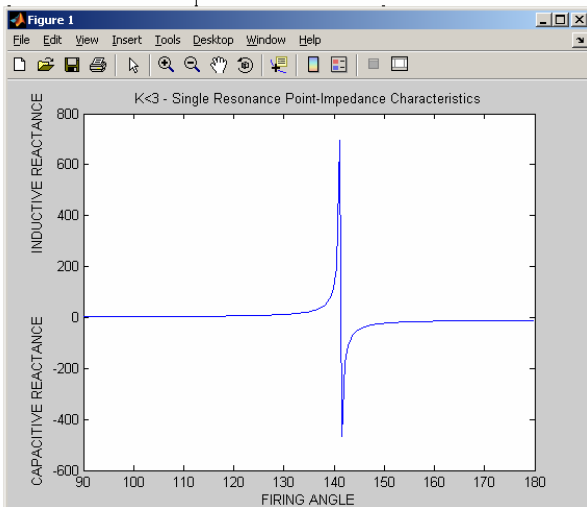 Figure 1
File Edit View Insert Tools Desktop Window Help
K<3 - Single Resonance Point-Impedance Characteristics
INDUCTIVE REACTANCE
CAPACITIVE REACTANCE
800
600
400
200
0
-200
-400
-600
90 100 110 120 130 140 150 160 170 180
FIRING ANGLE